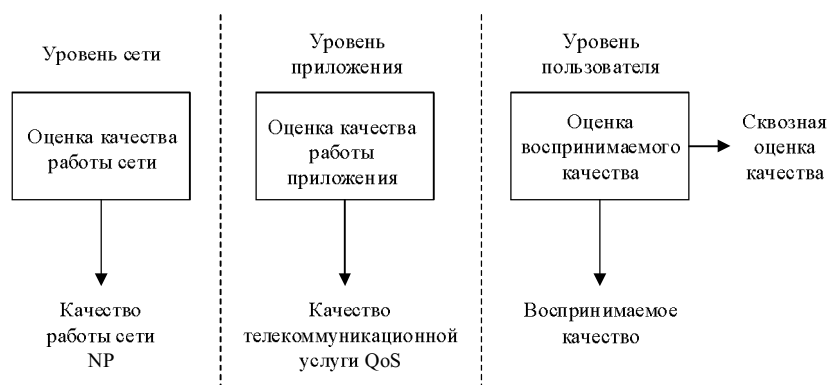 Уровень сети
Оценка качества
работы сети
Качество
работы сети
NP
Уровень
приложения
Оценка качества
работы
приложения
Качество
телекоммуникационной
услуги QoS
Уровень
пользователя
Оценка
воспринимаемого
качества
Сквозная
оценка
качества
Воспринимаемое
качество